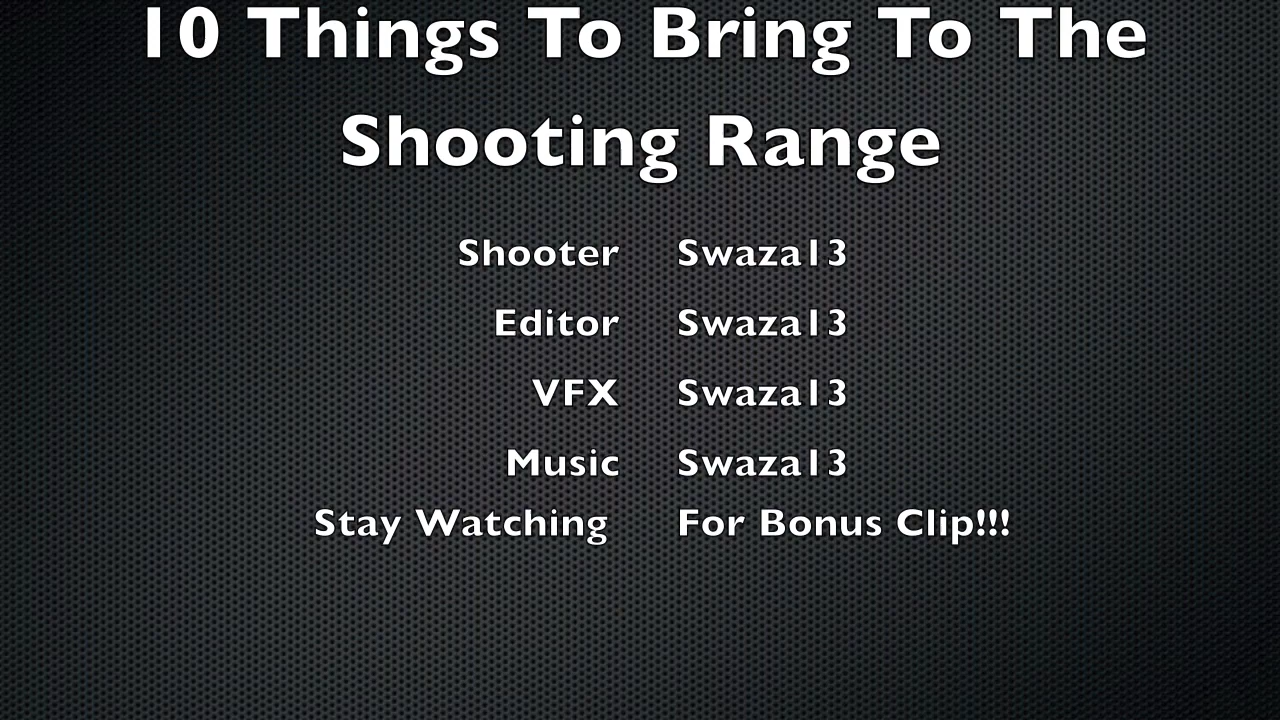 10 Things To Bring To The
Shooting Range
Shooter Swaza13
Editor Swaza13
VFX Swaza13
Music Swaza13
Stay Watching For Bonus Clip!!!